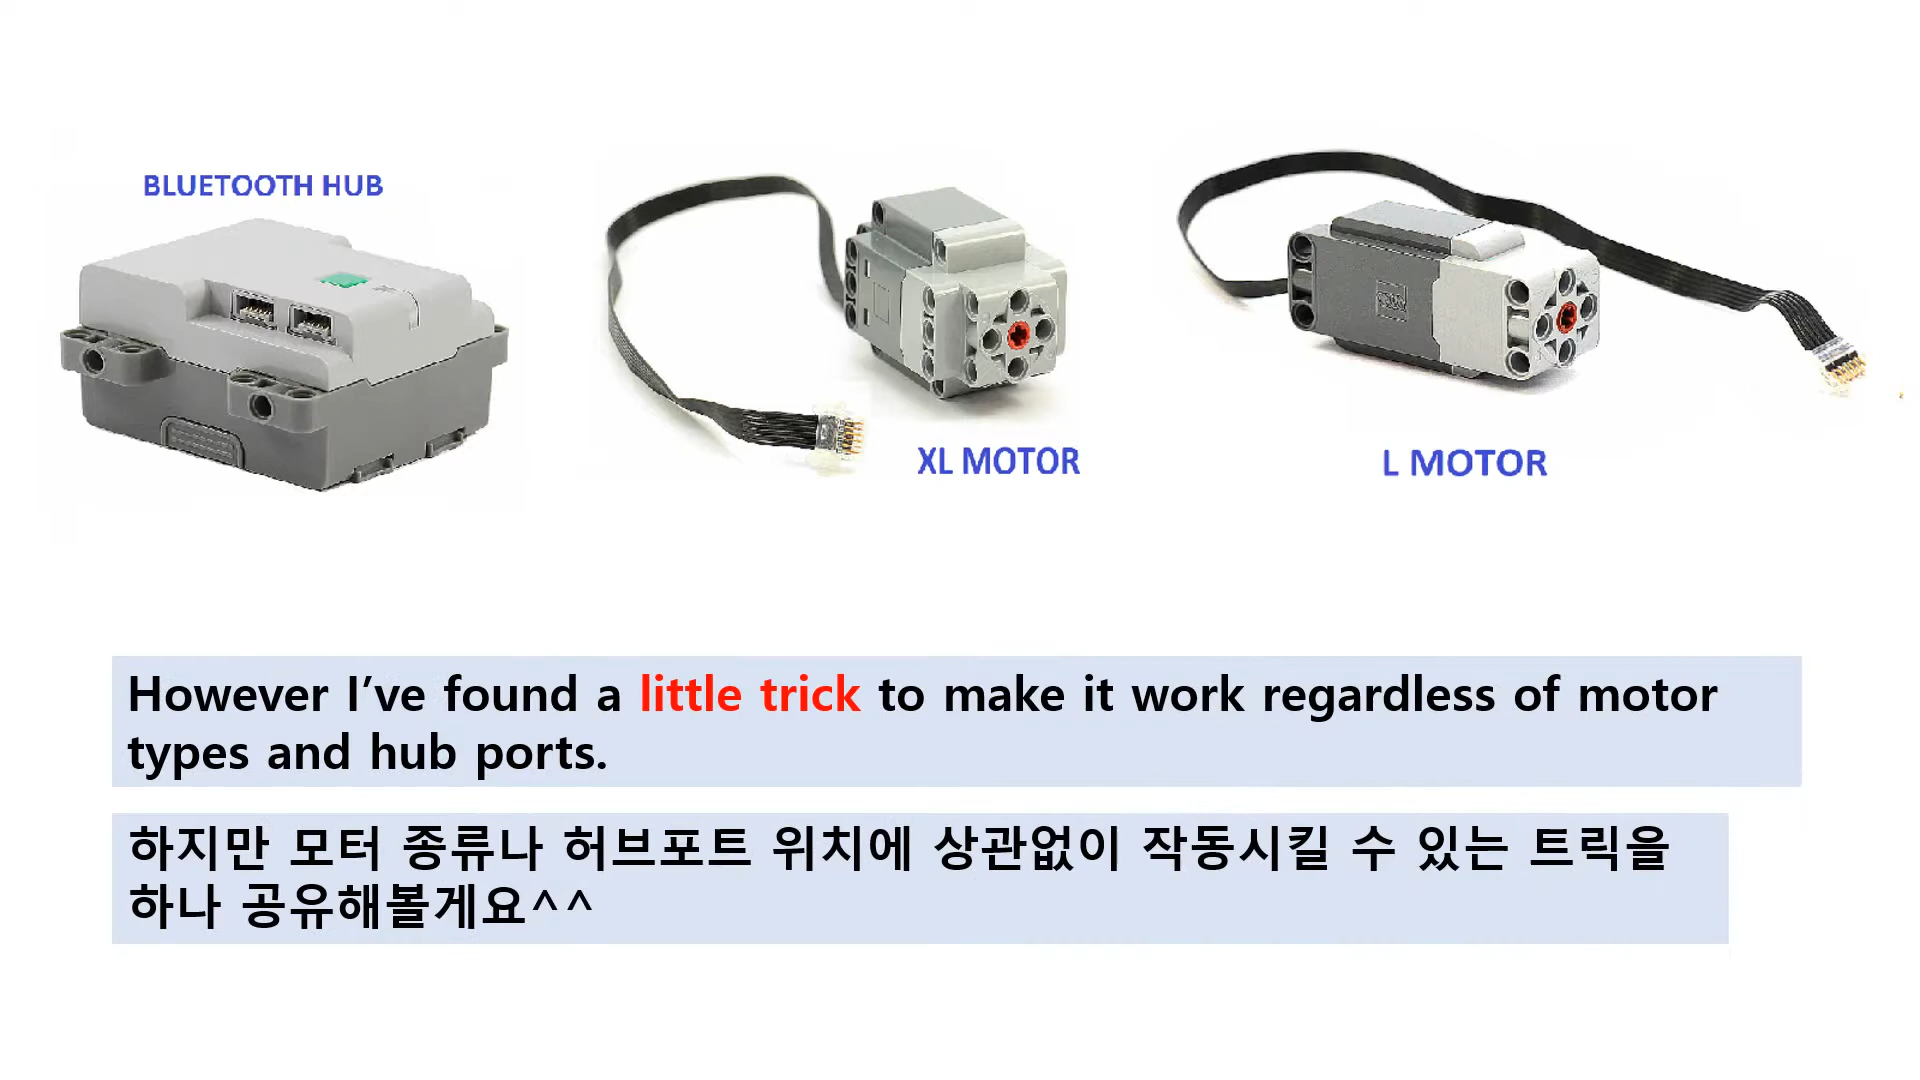 BLUETOOTH HUB
XL MOTOR
L MOTOR
However I’ve found a little trick to make it work regardless of motor
types and hub ports.
하지만 모터 종류나 허브포트 위치에 상관없이 작동시킬 수 있는 트릭을
하나 공유해볼게요^^